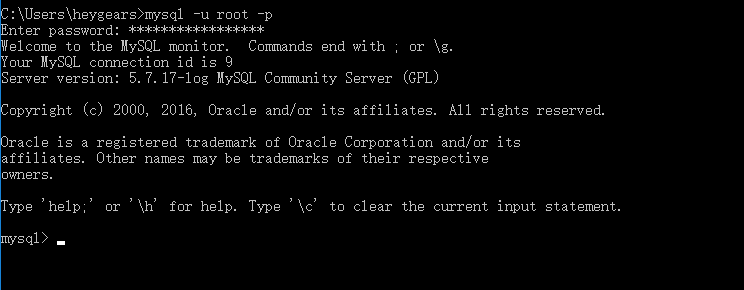 C:\Users\heygears>mysql -u root -p
Enter password: *****************
Welcome to the MySQL monitor.  Commands end with ; or \g.
Your MySQL connection id is 9
Server version: 5.7.17-log MySQL Community Server (GPL)
Copyright (c) 2000, 2016, Oracle and/or its affiliates. All rights reserved.
Oracle is a registered trademark of Oracle Corporation and/or its
affiliates. Other names may be trademarks of their respective
owners.
Type 'help;' or '\h' for help. Type '\c' to clear the current input statement.
mysql> _